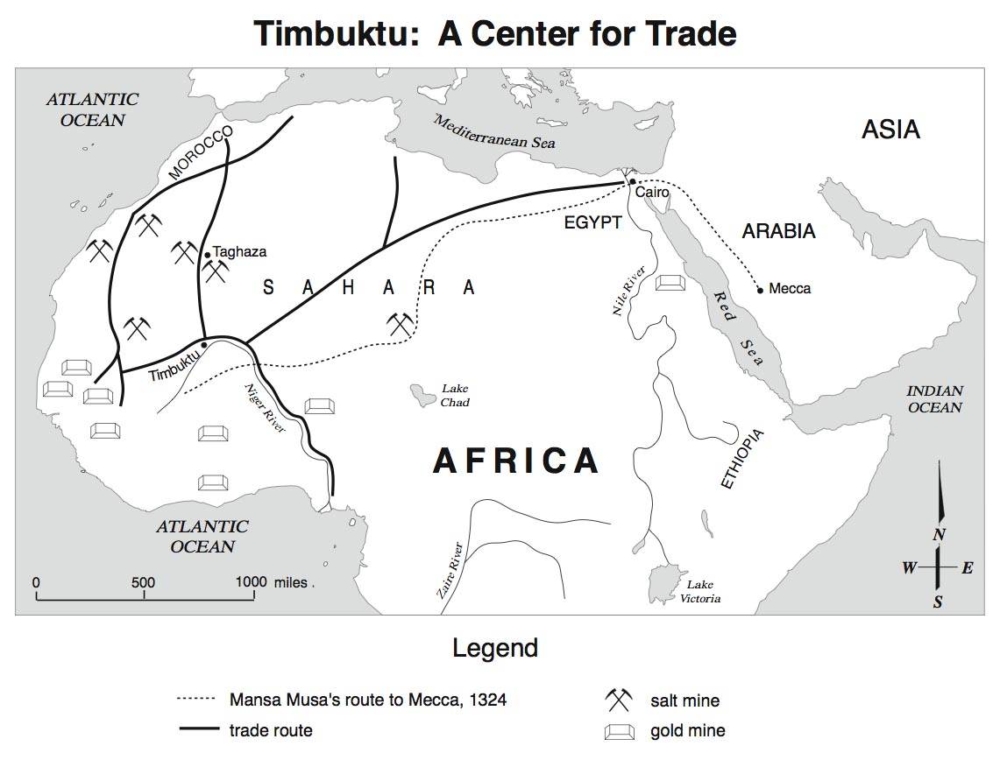 Timbuktu:  A Center for Trade
ATLANTIC
OCEAN
ASIA
Mediterranean Sea
MOROCCO
Cairo
EGYPT
ARABIA
Taghaza
SAHARA
Nile River
Mecca
Red
Sea
Timbuktu
Niger River
Lake
Chad
INDIAN
OCEAN
AFRICA
ETHIOPIA
ATLANTIC
OCEAN
N
Zaire River
W E
0 500 1000 miles .
Lake
Victoria
S
Legend
Mansa Musa's route to Mecca, 1324
salt mine
trade route
gold mine